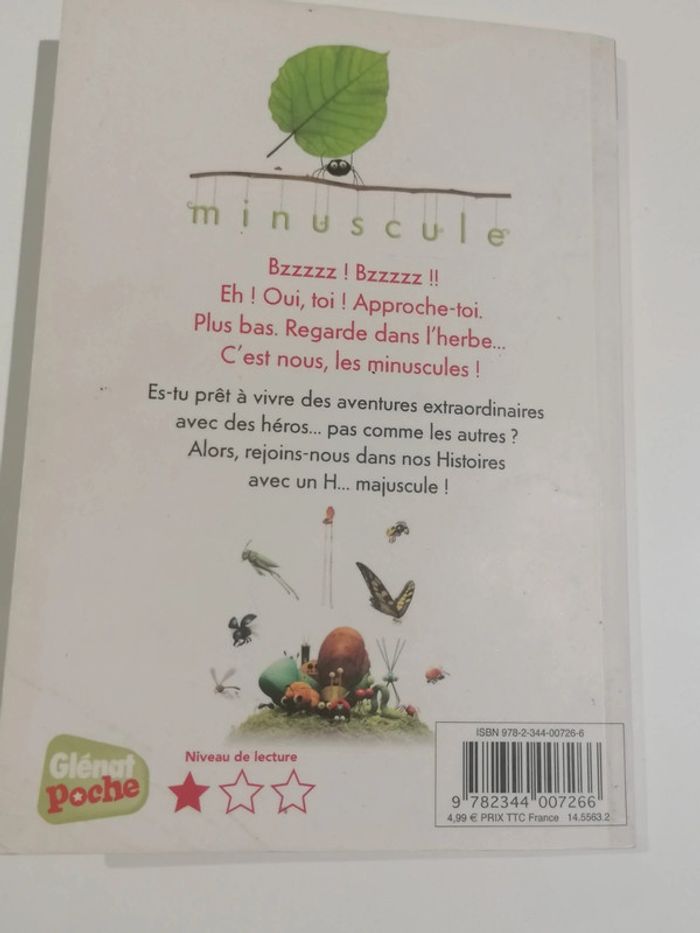 minuscule
Bzzzzz ! Bzzzzz !!
Eh ! Oui, toi ! Approche-toi.
Plus bas. Regarde dans l'herbe...
C'est nous, les minuscules !
Es-tu prêt à vivre des aventures extraordinaires
avec des héros... pas comme les autres ?
Alors, rejoins-nous dans nos Histoires
avec un H... majuscule !
Glénat
Poche
Niveau de lecture
ISBN 978-2-344-00726-6
9 782344 007266
4,99 € PRIX TTC France 14.5563.2